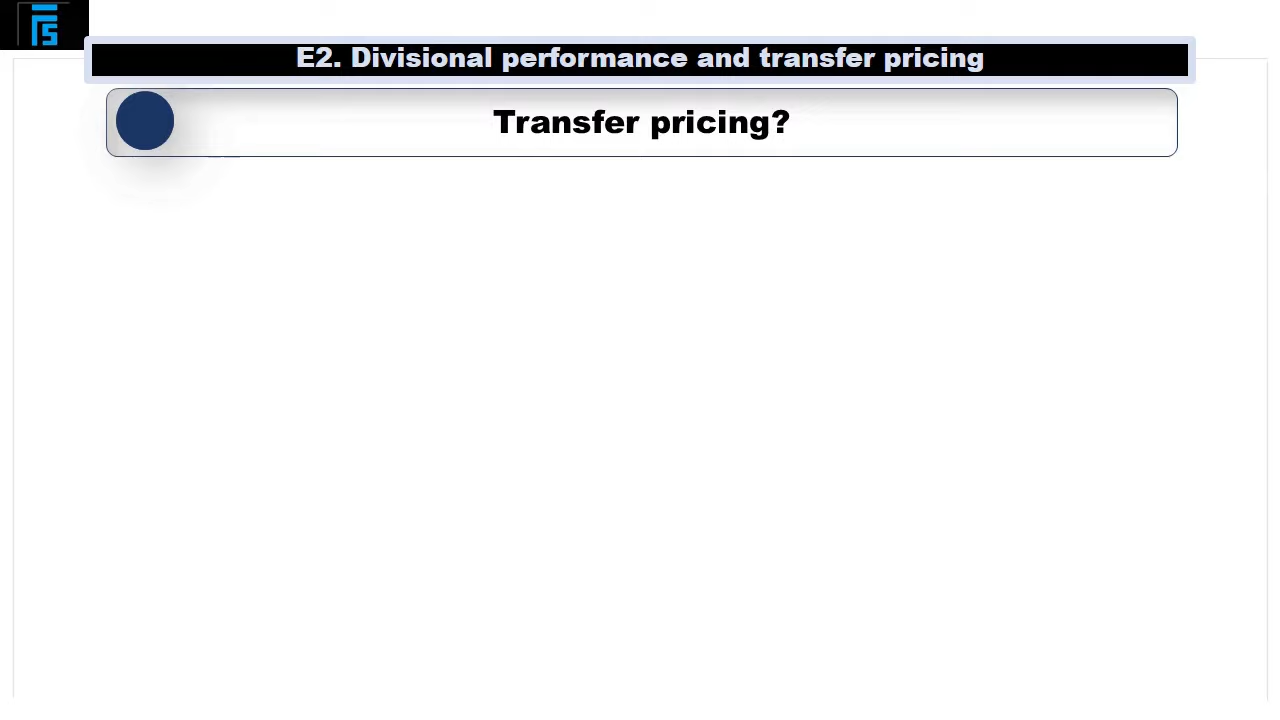 E2. Divisional performance and transfer pricing
Transfer pricing?